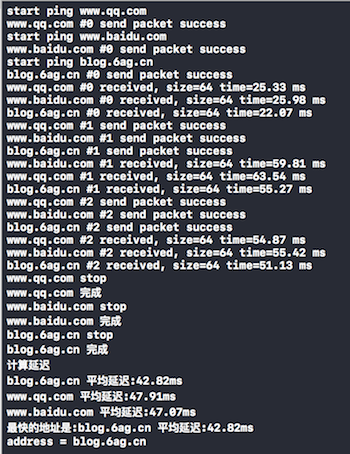 start ping www.qq.com
www.qq.com #0 send packet success
start ping www.baidu.com
www.baidu.com #0 send packet success
start ping blog.6ag.cn
blog.6ag.cn #0 send packet success
www.qq.com #0 received, size=64 time=25.33 ms
www.baidu.com #0 received, size=64 time=25.98 ms
blog.6ag.cn #0 received, size=64 time=22.07 ms
www.qq.com #1 send packet success
www.baidu.com #1 send packet success
blog.6ag.cn #1 send packet success
www.baidu.com #1 received, size=64 time=59.81 ms
www.qq.com #1 received, size=64 time=63.54 ms
blog.6ag.cn #1 received, size=64 time=55.27 ms
www.qq.com #2 send packet success
www.baidu.com #2 send packet success
blog.6ag.cn #2 send packet success
www.qq.com #2 received, size=64 time=54.87 ms
www.baidu.com #2 received, size=64 time=55.42 ms
blog.6ag.cn #2 received, size=64 time=51.13 ms
www.qq.com stop
www.qq.com 完成
www.baidu.com stop
www.baidu.com 完成
blog.6ag.cn stop
blog.6ag.cn 完成
计算延迟
blog.6ag.cn 平均延迟:42.82ms
www.qq.com 平均延迟:47.91ms
www.baidu.com 平均延迟:47.07ms
最快的地址是:blog.6ag.cn 平均延迟:42.82ms
address = blog.6ag.cn